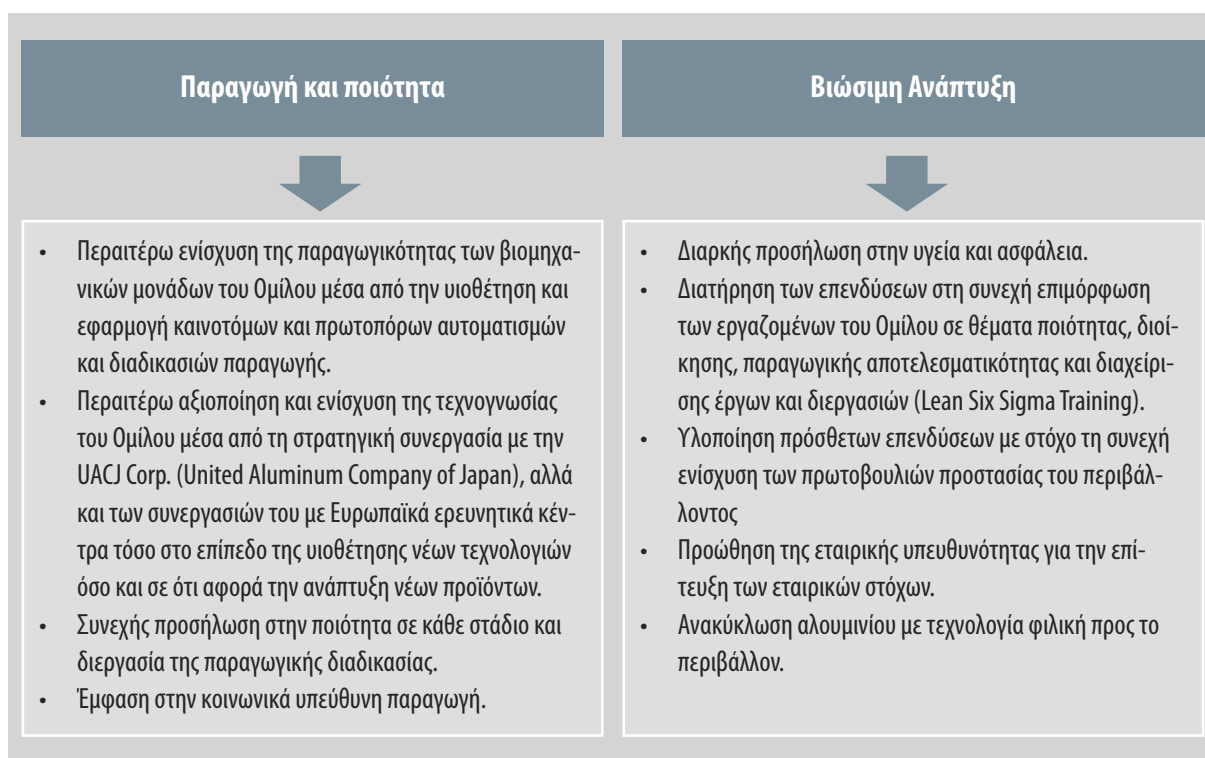 Παραγωγή και ποιότητα
• Περαιτέρω ενίσχυση της παραγωγικότητας των βιομηχα-
νικών μονάδων του Ομίλου μέσα από την υιοθέτηση και
εφαρμογή καινοτόμων και πρωτοπόρων αυτοματισμών
και διαδικασιών παραγωγής.
• Περαιτέρω αξιοποίηση και ενίσχυση της τεχνογνωσίας
του Ομίλου μέσα από τη στρατηγική συνεργασία με την
UACJ Corp. (United Aluminum Company of Japan), αλλά
και των συνεργασιών του με Ευρωπαϊκά ερευνητικά κέν-
τρα τόσο στο επίπεδο της υιοθέτησης νέων τεχνολογιών
όσο και σε ότι αφορά την ανάπτυξη νέων προϊόντων.
• Συνεχής προσήλωση στην ποιότητα σε κάθε στάδιο και
διεργασία της παραγωγικής διαδικασίας.
• Έμφαση στην κοινωνικά υπεύθυνη παραγωγή.
Βιώσιμη Ανάπτυξη
• Διαρκής προσήλωση στην υγεία και ασφάλεια.
• Διατήρηση των επενδύσεων στη συνεχή επιμόρφωση
των εργαζομένων του Ομίλου σε θέματα ποιότητας, διοί-
κησης, παραγωγικής αποτελεσματικότητας και διαχείρι-
σης έργων και διεργασιών (Lean Six Sigma Training).
• Υλοποίηση πρόσθετων επενδύσεων με στόχο τη συνεχή
ενίσχυση των πρωτοβουλιών προστασίας του περιβάλ-
λοντος
• Προώθηση της εταιρικής υπευθυνότητας για την επί-
τευξη των εταιρικών στόχων.
• Ανακύκλωση αλουμινίου με τεχνολογία φιλική προς το
περιβάλλον.